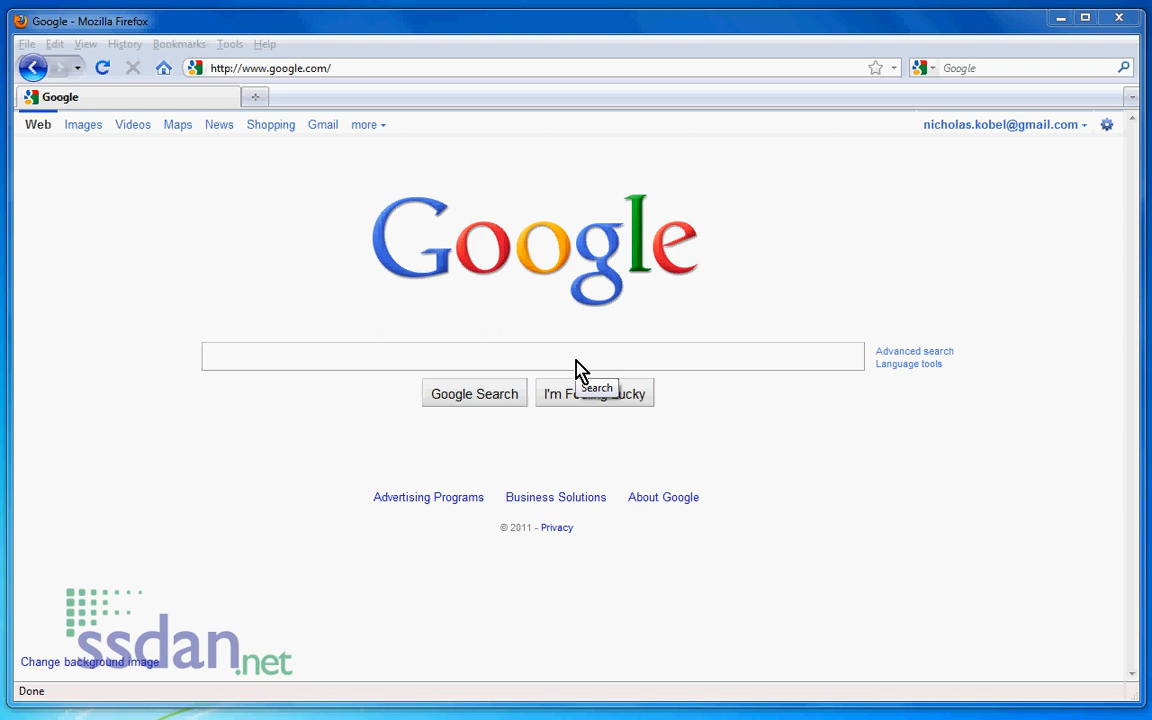 Google - Mozilla Firefox
File Edit View History Bookmarks Tools Help
http://www.google.com/ Google
Google
Web Images Videos Maps News Shopping Gmail more nicholas.kobel@gmail.com
Google
Advanced search
Language tools
Search
Google Search I'm Feeling Lucky
Advertising Programs Business Solutions About Google
© 2011 - Privacy
ssdan.net
Change background image
Done